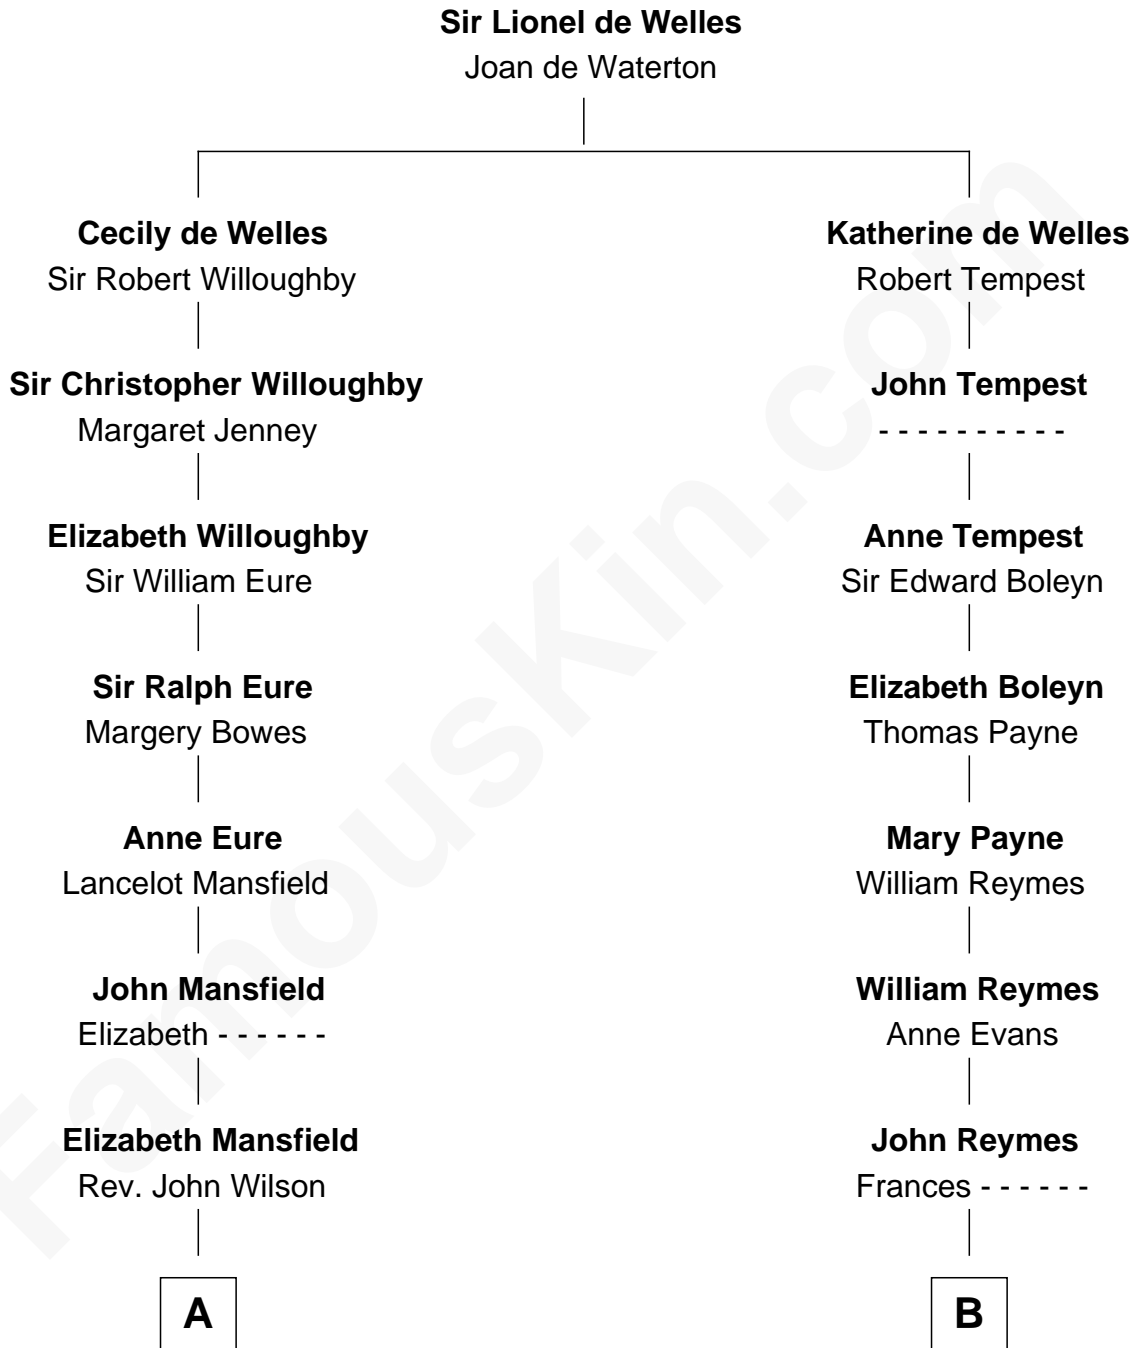 Sir Lionel de Welles
Joan de Waterton
Cecily de Welles
Sir Robert Willoughby
Katherine de Welles
Robert Tempest
Sir Christopher Willoughby
Margaret Jenney
John Tempest
- - - - - - - - - -
Elizabeth Willoughby
Sir William Eure
Anne Tempest
Sir Edward Boleyn
Sir Ralph Eure
Margery Bowes
Elizabeth Boleyn
Thomas Payne
Anne Eure
Lancelot Mansfield
Mary Payne
William Reymes
John Mansfield
Elizabeth - - - - - -
William Reymes
Anne Evans
Elizabeth Mansfield
Rev. John Wilson
John Reymes
Frances - - - - - -
A
B
FamousKin.com